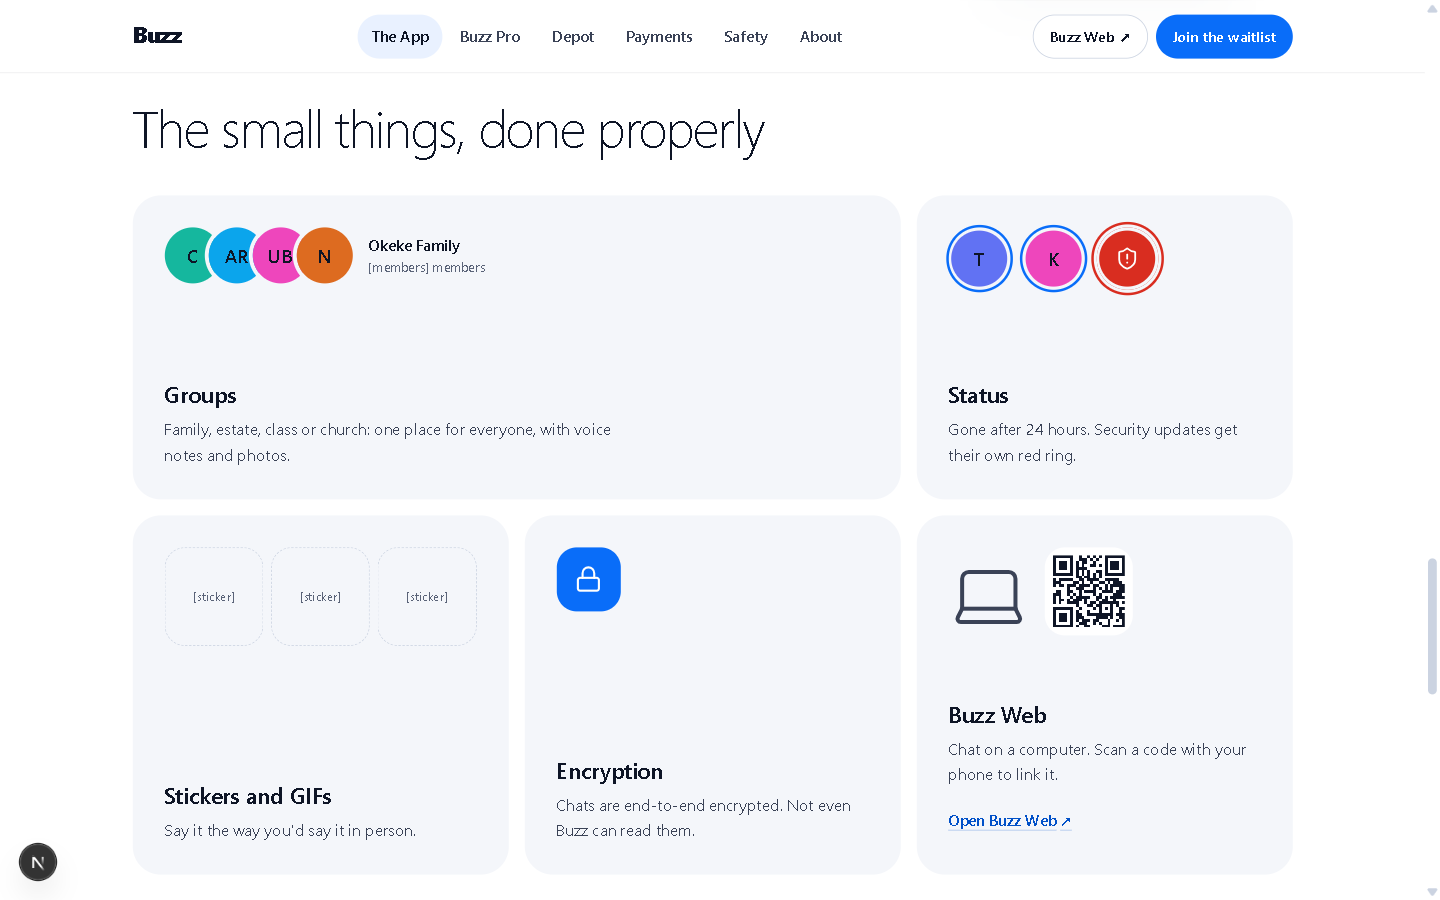 Buzz
The App
Buzz Pro
Depot
Payments
Safety
About
Buzz Web ↗
Join the waitlist
The small things, done properly
C
AR
UB
N
Okeke Family
[members] members
Groups
Family, estate, class or church: one place for everyone, with voice
notes and photos.
T
K
Status
Gone after 24 hours. Security updates get
their own red ring.
[sticker]
[sticker]
[sticker]
Stickers and GIFs
Say it the way you'd say it in person.
Encryption
Chats are end-to-end encrypted. Not even
Buzz can read them.
Buzz Web
Chat on a computer. Scan a code with your
phone to link it.
Open Buzz Web ↗
N